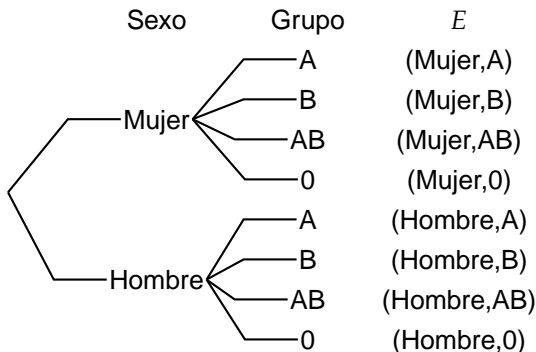 Sexo Grupo E
A (Mujer,A)
B (Mujer,B)
Mujer
AB (Mujer,AB)
0 (Mujer,0)
A (Hombre,A)
B (Hombre,B)
Hombre
AB (Hombre,AB)
0 (Hombre,0)